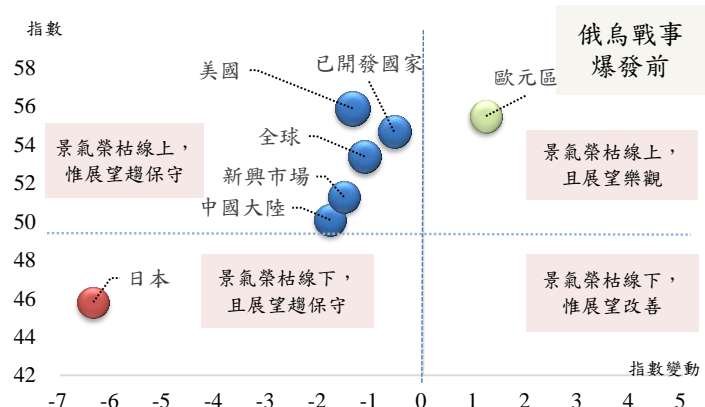 指數
俄烏戰事
爆發前
58
56
54
52
50
48
46
44
42
美國
已開發國家
歐元區
全球
新興市場
中國大陸
日本
景氣榮枯線上，
惟展望趨保守
景氣榮枯線上，
且展望樂觀
景氣榮枯線下，
且展望趨保守
景氣榮枯線下，
惟展望改善
指數變動
-7 -6 -5 -4 -3 -2 -1 0 1 2 3 4 5